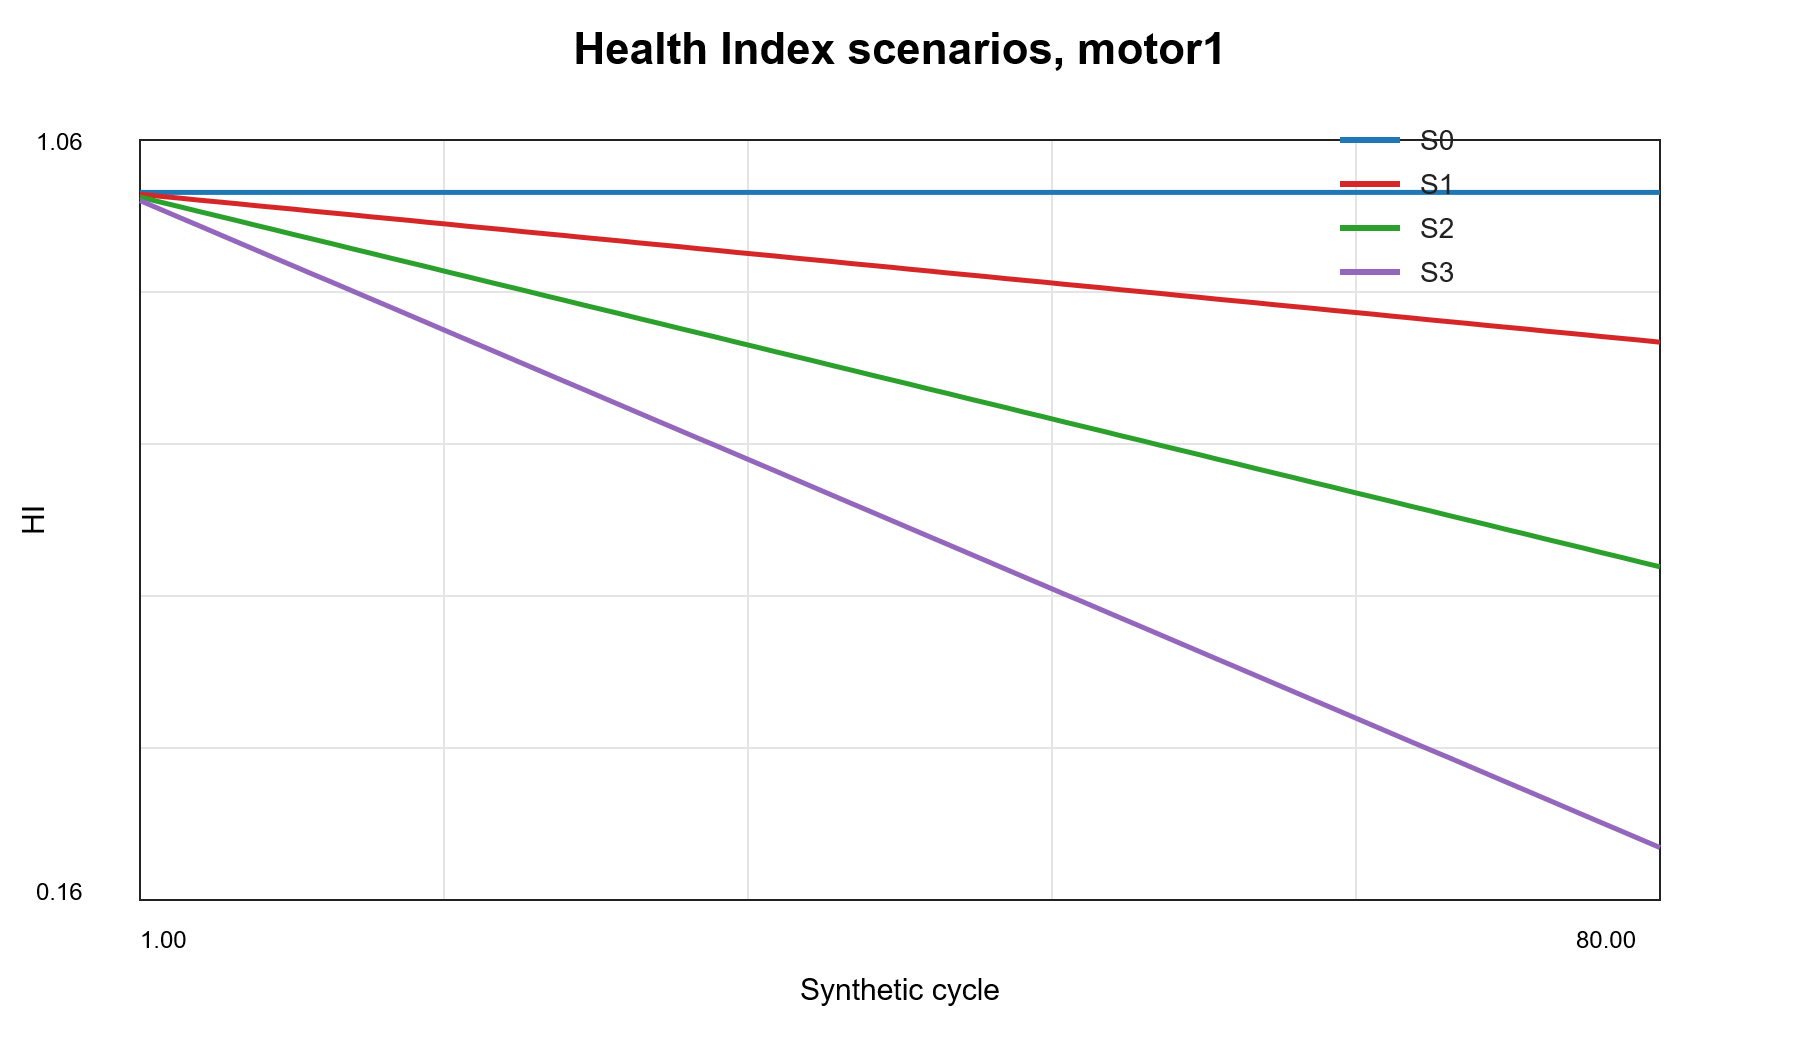 Health Index scenarios, motor1
1.06
S0
S1
S2
S3
HI
0.16
1.00
80.00
Synthetic cycle